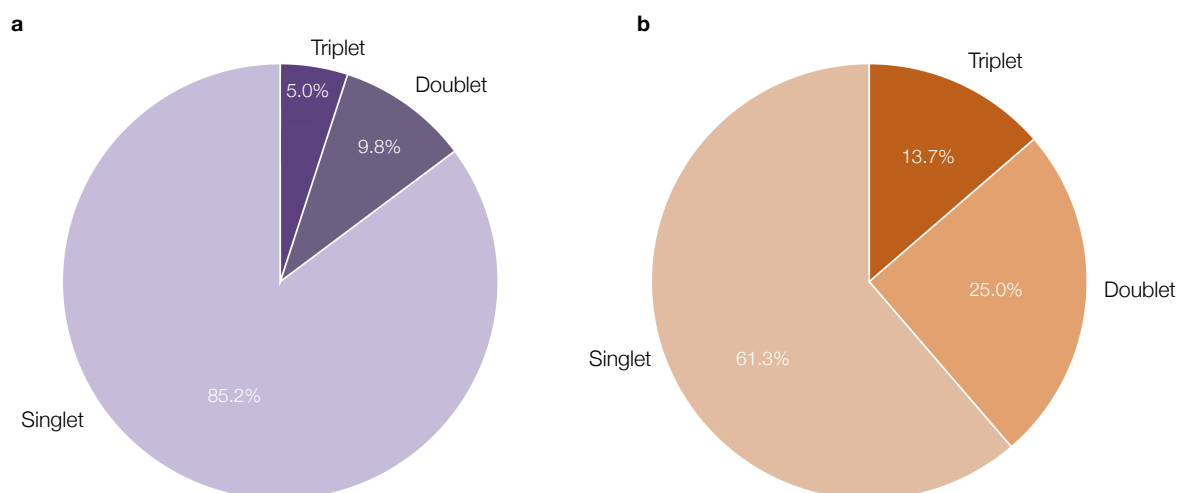 a
Triplet
5.0%
Doublet
9.8%
85.2%
Singlet
b
Triplet
13.7%
25.0%
Doublet
Singlet
61.3%